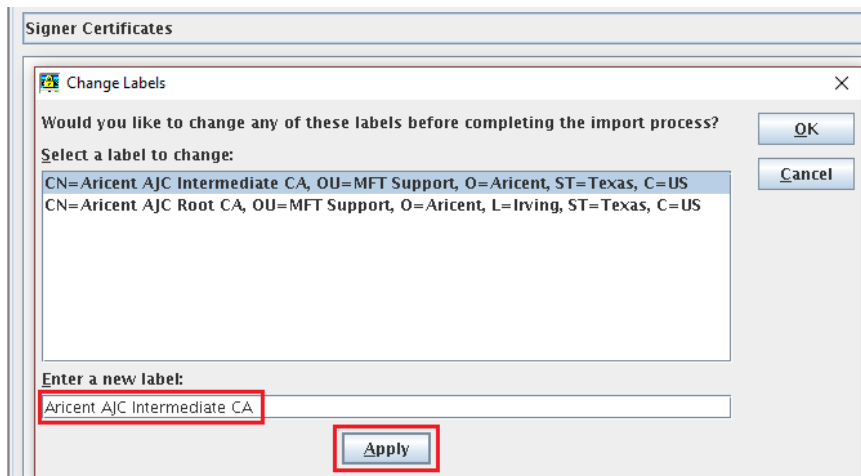 Signer Certificates
Change Labels
Would you like to change any of these labels before completing the import process?
OK
Select a label to change:
Cancel
CN=Aricent AJC Intermediate CA, OU=MFT Support, O=Aricent, ST=Texas, C=US
CN=Aricent AJC Root CA, OU=MFT Support, O=Aricent, L=Irving, ST=Texas, C=US
Enter a new label:
Aricent AJC Intermediate CA
Apply